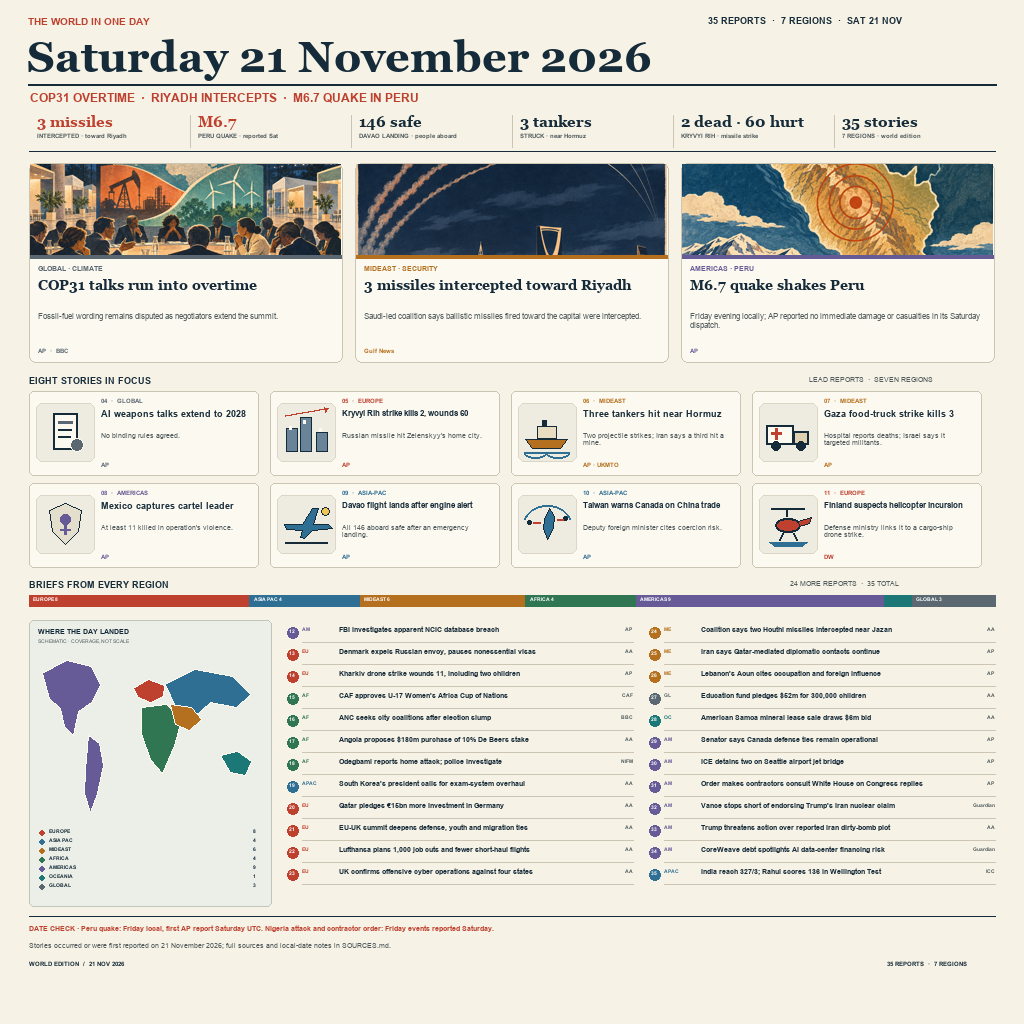 THE WORLD IN ONE DAY
35 REPORTS · 7 REGIONS · SAT 21 NOV
Saturday 21 November 2026
COP31 OVERTIME · RIYADH INTERCEPTS · M6.7 QUAKE IN PERU
3 missiles
INTERCEPTED · toward Riyadh
M6.7
PERU QUAKE · reported Sat
146 safe
DAVAO LANDING · people aboard
3 tankers
STRUCK · near Hormuz
2 dead · 60 hurt
KRYVYI RIH · missile strike
35 stories
7 REGIONS · world edition
GLOBAL · CLIMATE
COP31 talks run into overtime
Fossil-fuel wording remains disputed as negotiators extend the summit.
AP · BBC
MIDEAST · SECURITY
3 missiles intercepted toward Riyadh
Saudi-led coalition says ballistic missiles fired toward the capital were intercepted.
Gulf News
AMERICAS · PERU
M6.7 quake shakes Peru
Friday evening locally; AP reported no immediate damage or casualties in its Saturday
dispatch.
AP
EIGHT STORIES IN FOCUS
LEAD REPORTS · SEVEN REGIONS
04 · GLOBAL
AI weapons talks extend to 2028
No binding rules agreed.
AP
05 · EUROPE
Kryvyi Rih strike kills 2, wounds 60
Russian missile hit Zelenskyy's home city.
AP
06 · MIDEAST
Three tankers hit near Hormuz
Two projectile strikes; Iran says a third hit a
mine.
AP · UKMTO
07 · MIDEAST
Gaza food-truck strike kills 3
Hospital reports deaths; Israel says it
targeted militants.
AP
08 · AMERICAS
Mexico captures cartel leader
At least 11 killed in operation's violence.
AP
09 · ASIA-PAC
Davao flight lands after engine alert
All 146 aboard safe after an emergency
landing.
AP
10 · ASIA-PAC
Taiwan warns Canada on China trade
Deputy foreign minister cites coercion risk.
AP
11 · EUROPE
Finland suspects helicopter incursion
Defense ministry links it to a cargo-ship
drone strike.
DW
BRIEFS FROM EVERY REGION
24 MORE REPORTS · 35 TOTAL
EUROPE 8
ASIA PAC 4
MIDEAST 6
AFRICA 4
AMERICAS 9
GLOBAL 3
WHERE THE DAY LANDED
SCHEMATIC · COVERAGE, NOT SCALE
EUROPE 8
ASIA PAC 4
MIDEAST 6
AFRICA 4
AMERICAS 9
OCEANIA 1
GLOBAL 3
12 AM FBI investigates apparent NCIC database breach AP
13 EU Denmark expels Russian envoy, pauses nonessential visas AA
14 EU Kharkiv drone strike wounds 11, including two children AP
15 AF CAF approves U-17 Women's Africa Cup of Nations CAF
16 AF ANC seeks city coalitions after election slump BBC
17 AF Angola proposes $180m purchase of 10% De Beers stake AA
18 AF Odegbami reports home attack; police investigate NIFM
19 APAC South Korea's president calls for exam-system overhaul AA
20 EU Qatar pledges €15bn more investment in Germany AA
21 EU EU-UK summit deepens defense, youth and migration ties AA
22 EU Lufthansa plans 1,000 job cuts and fewer short-haul flights AA
23 EU UK confirms offensive cyber operations against four states AA
24 ME Coalition says two Houthi missiles intercepted near Jazan AA
25 ME Iran says Qatar-mediated diplomatic contacts continue AP
26 ME Lebanon's Aoun cites occupation and foreign influence AP
27 GL Education fund pledges $52m for 300,000 children AA
28 OC American Samoa mineral lease sale draws $6m bid AA
29 AM Senator says Canada defense ties remain operational AP
30 AM ICE detains two on Seattle airport jet bridge AP
31 AM Order makes contractors consult White House on Congress replies AP
32 AM Vance stops short of endorsing Trump's Iran nuclear claim Guardian
33 AM Trump threatens action over reported Iran dirty-bomb plot AA
34 AM CoreWeave debt spotlights AI data-center financing risk Guardian
35 APAC India reach 327/3; Rahul scores 136 in Wellington Test ICC
DATE CHECK · Peru quake: Friday local, first AP report Saturday UTC. Nigeria attack and contractor order: Friday events reported Saturday.
Stories occurred or were first reported on 21 November 2026; full sources and local-date notes in SOURCES.md.
WORLD EDITION / 21 NOV 2026
35 REPORTS · 7 REGIONS